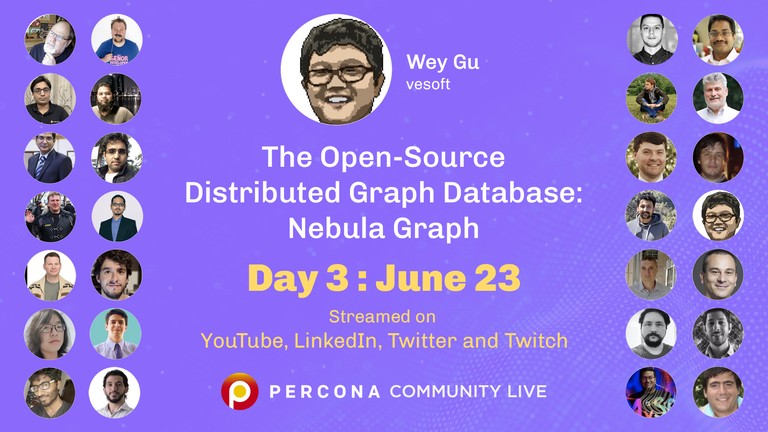 Wey Gu
vesoft
The Open-Source
Distributed Graph Database:
Nebula Graph
Day 3 : June 23
Streamed on
YouTube, LinkedIn, Twitter and Twitch
PERCONA COMMUNITY LIVE